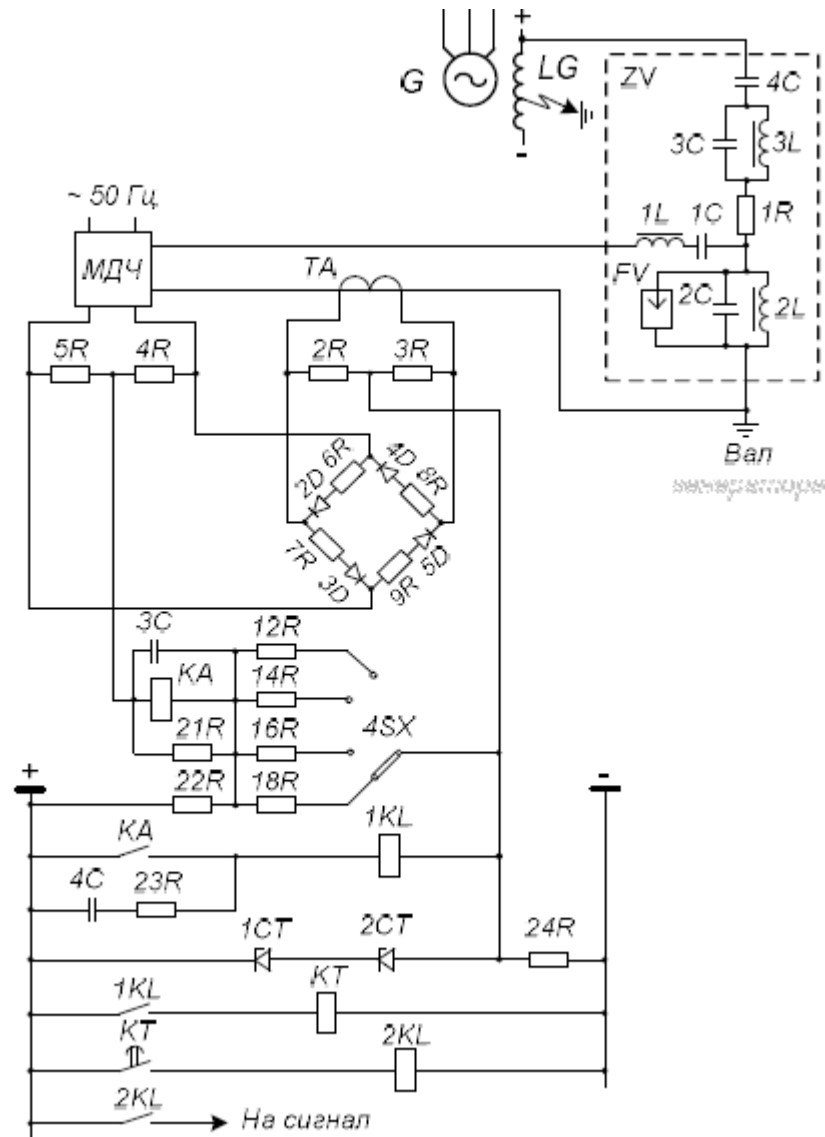 +
G
LG
-
ZV
4C
3C
3L
1R
~ 50 Гц
МДЧ
TA
1L
1C
FV
2C
2L
5R
4R
2R
3R
Вал
генератора
2D
6R
4D
8R
7R
3D
9R
5D
3C
KA
12R
14R
21R
16R
4SX
22R
18R
+
-
KA
1KL
4C
23R
1CT
2CT
24R
1KL
KT
KT
2KL
2KL
На сигнал